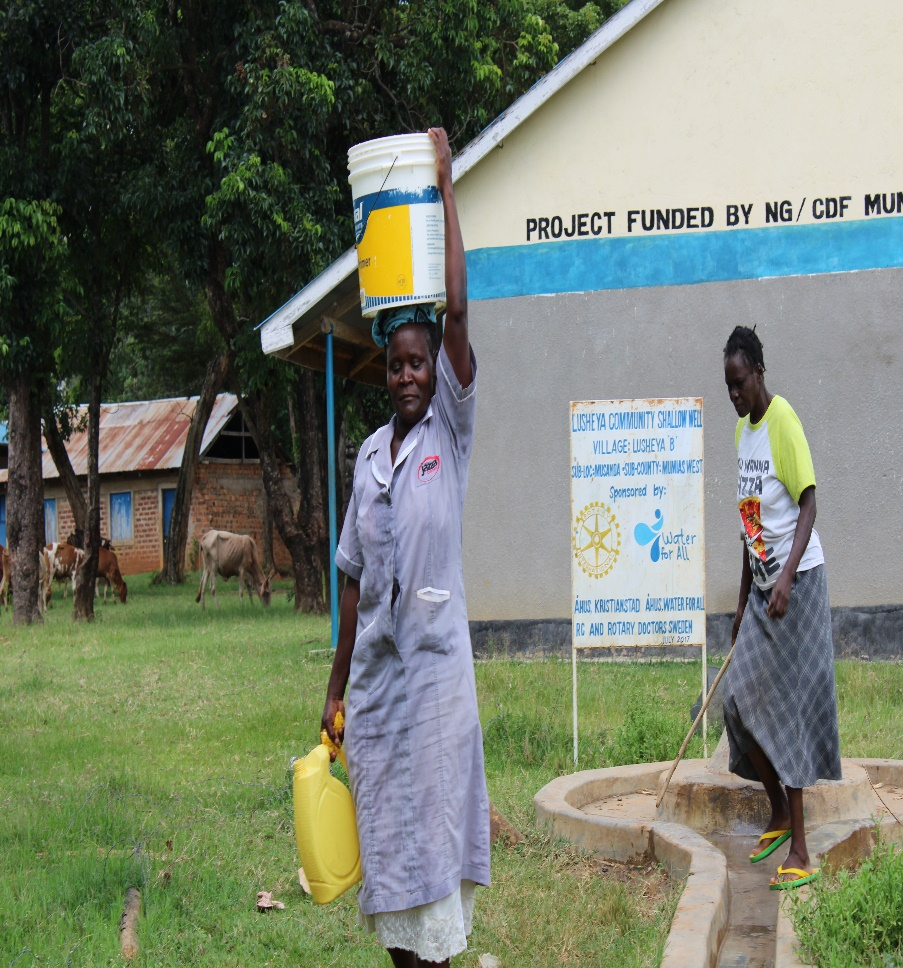 PROJECT FUNDED BY NG/CDF MUN
LUSHEYA COMMUNITY SHALLOW WELL
VILLAGE: LUSHEYA 'B'
SUB-LOC:MUSANDA SUB-COUNTY: MUMIAS WEST
Sponsored by:
Water
for All
ÅHUS, KRISTIANSTAD ÅHUS, WATER FOR ALL
RC AND ROTARY DOCTORS SWEDEN
JULY 2017